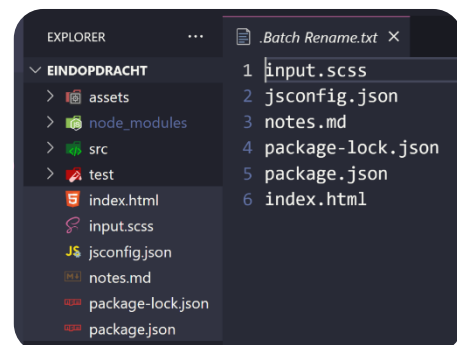 EXPLORER ...
EINDOPDRACHT
assets
node_modules
src
test
index.html
input.scss
JS jsconfig.json
notes.md
package-lock.json
package.json
.Batch Rename.txt ×
1 input.scss
2 jsconfig.json
3 notes.md
4 package-lock.json
5 package.json
6 index.html